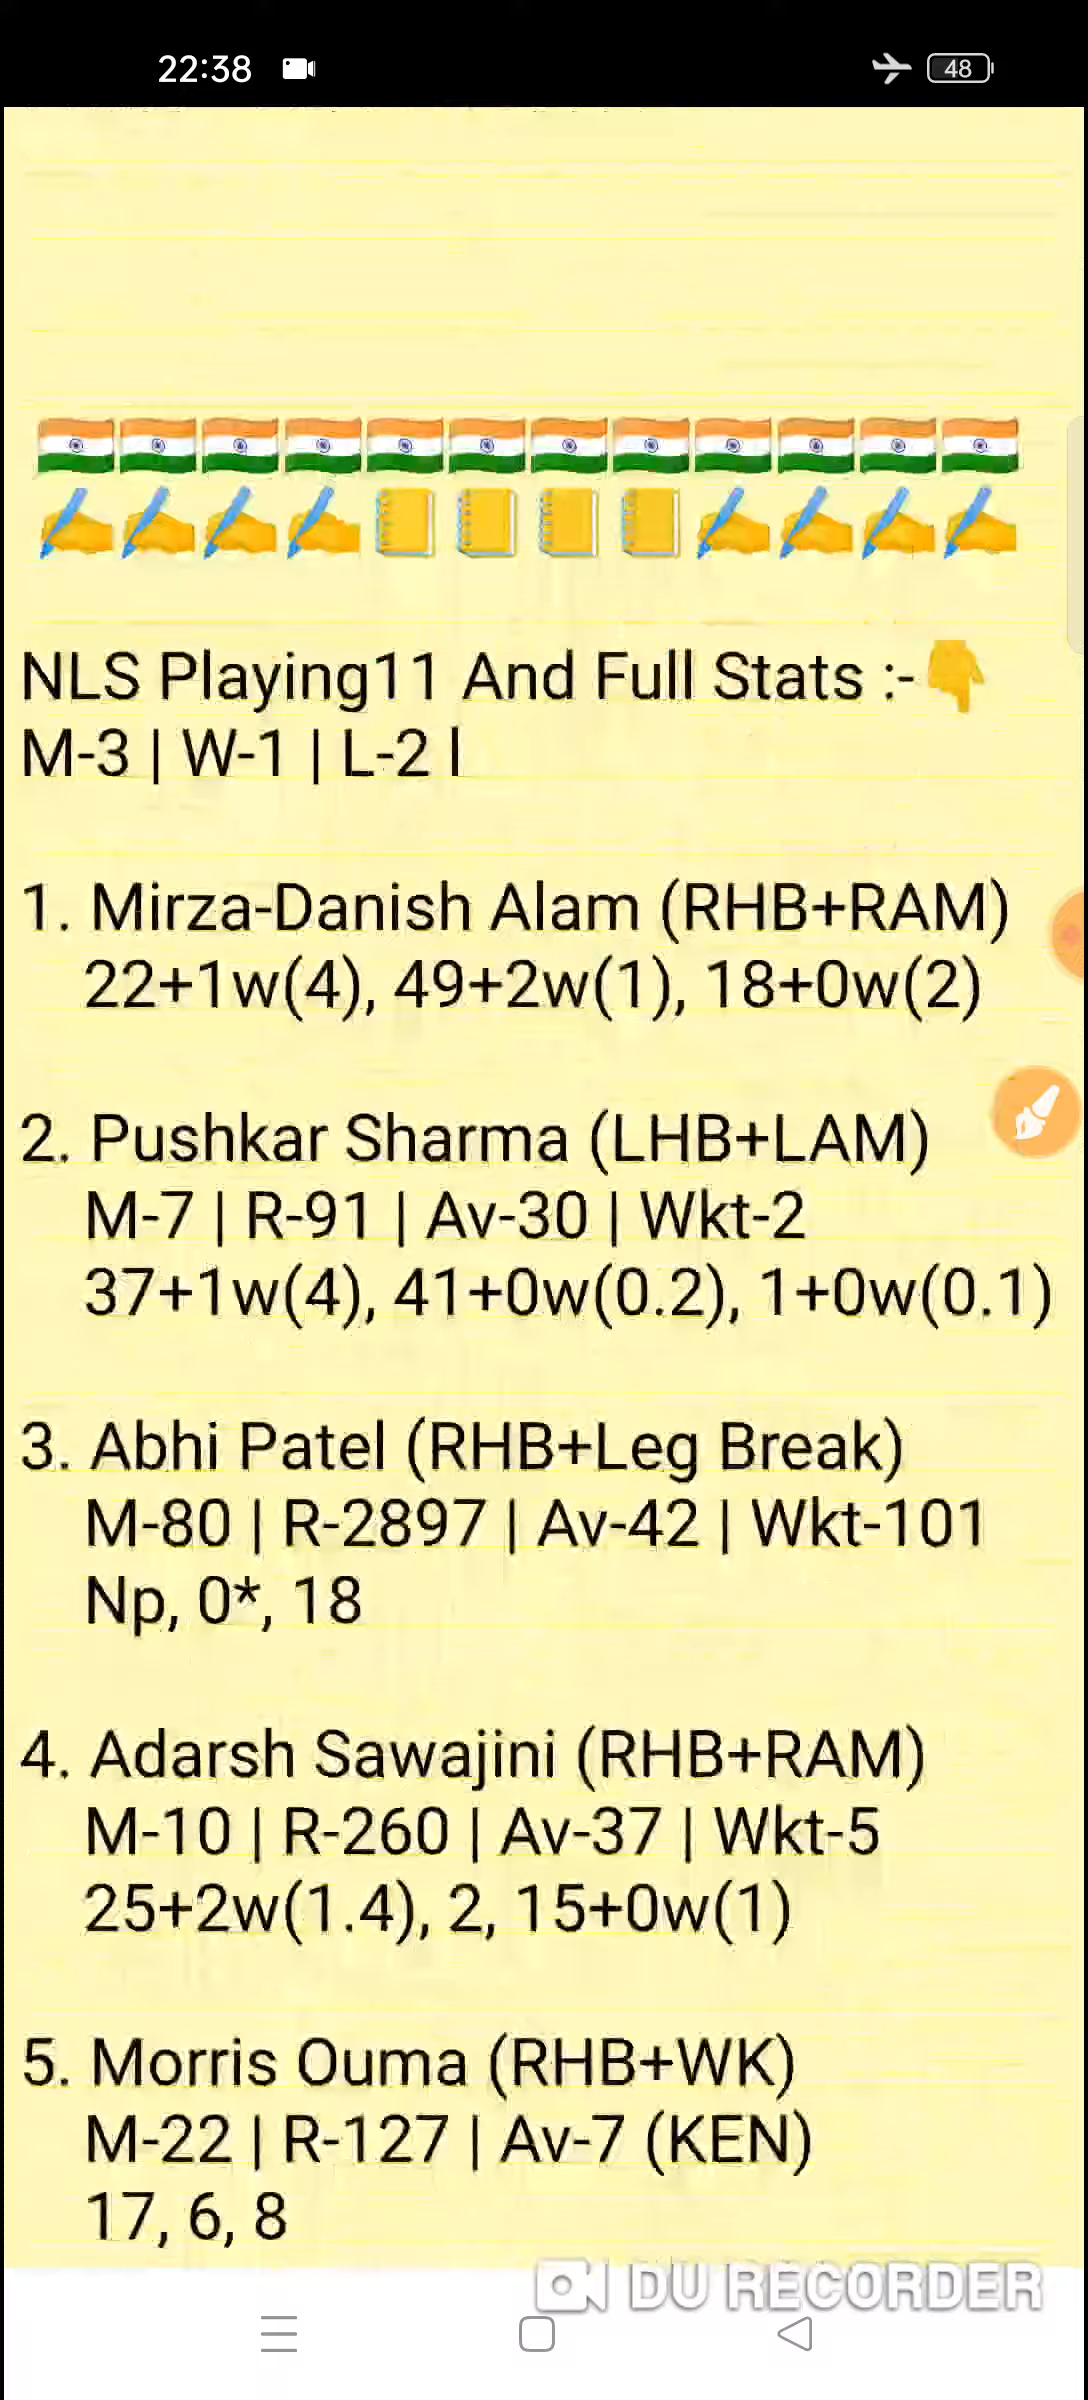 22:38
48
NLS Playing11 And Full Stats :-👇
M-3 | W-1 | L-2 l
1. Mirza-Danish Alam (RHB+RAM)
22+1w(4), 49+2w(1), 18+0w(2)
2. Pushkar Sharma (LHB+LAM)
M-7 | R-91 | Av-30 | Wkt-2
37+1w(4), 41+0w(0.2), 1+0w(0.1)
3. Abhi Patel (RHB+Leg Break)
M-80 | R-2897 | Av-42 | Wkt-101
Np, 0*, 18
4. Adarsh Sawajini (RHB+RAM)
M-10 | R-260 | Av-37 | Wkt-5
25+2w(1.4), 2, 15+0w(1)
5. Morris Ouma (RHB+WK)
M-22 | R-127 | Av-7 (KEN)
17, 6, 8
DU RECORDER